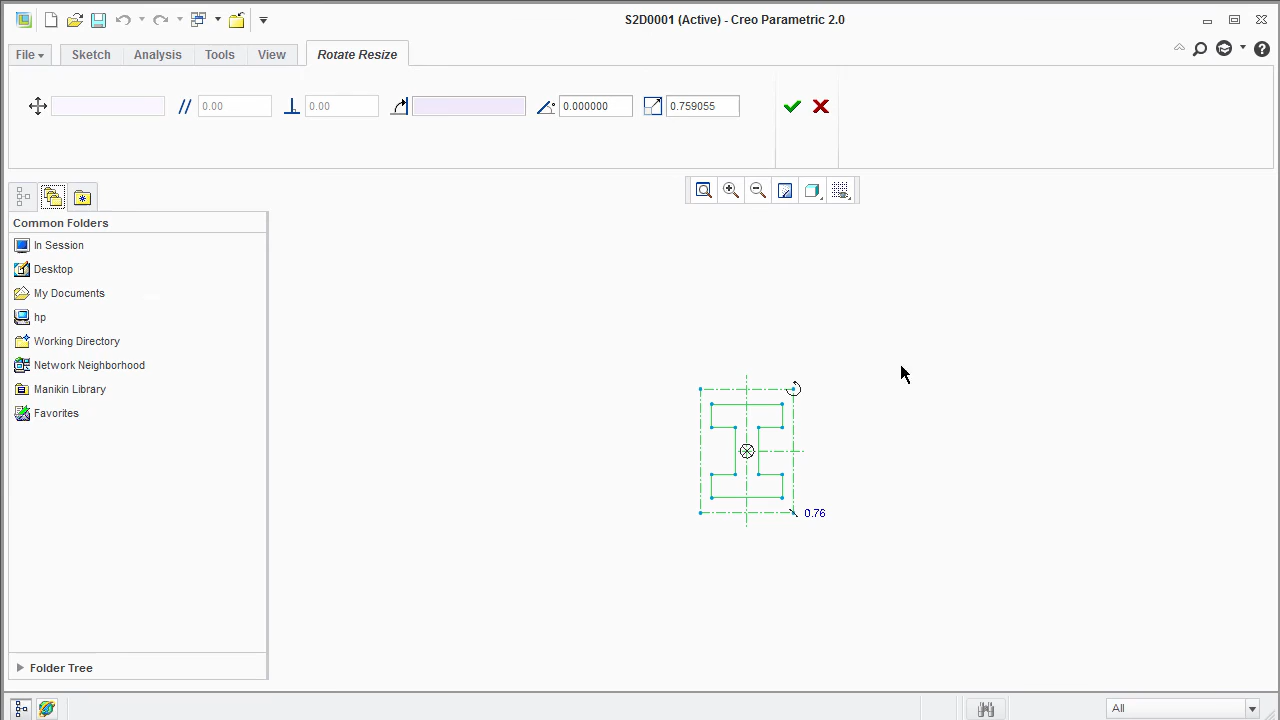 S2D0001 (Active) - Creo Parametric 2.0
File Sketch Analysis Tools View Rotate Resize
0.00 0.00 0.000000 0.759055
Common Folders
In Session
Desktop
My Documents
hp
Working Directory
Network Neighborhood
Manikin Library
Favorites
0.76
Folder Tree
All